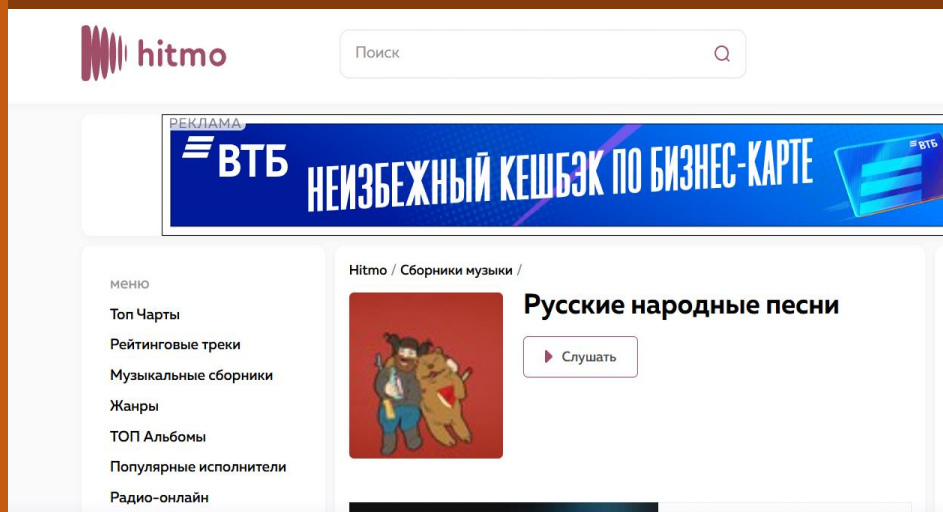 hitmo
Поиск
РЕКЛАМА
ВТБ
НЕИЗБЕЖНЫЙ КЕШБЭК ПО БИЗНЕС-КАРТЕ
ВТБ
Hitmo / Сборники музыки /
Русские народные песни
Слушать
меню
Топ Чарты
Рейтинговые треки
Музыкальные сборники
Жанры
ТОП Альбомы
Популярные исполнители
Радио-онлайн